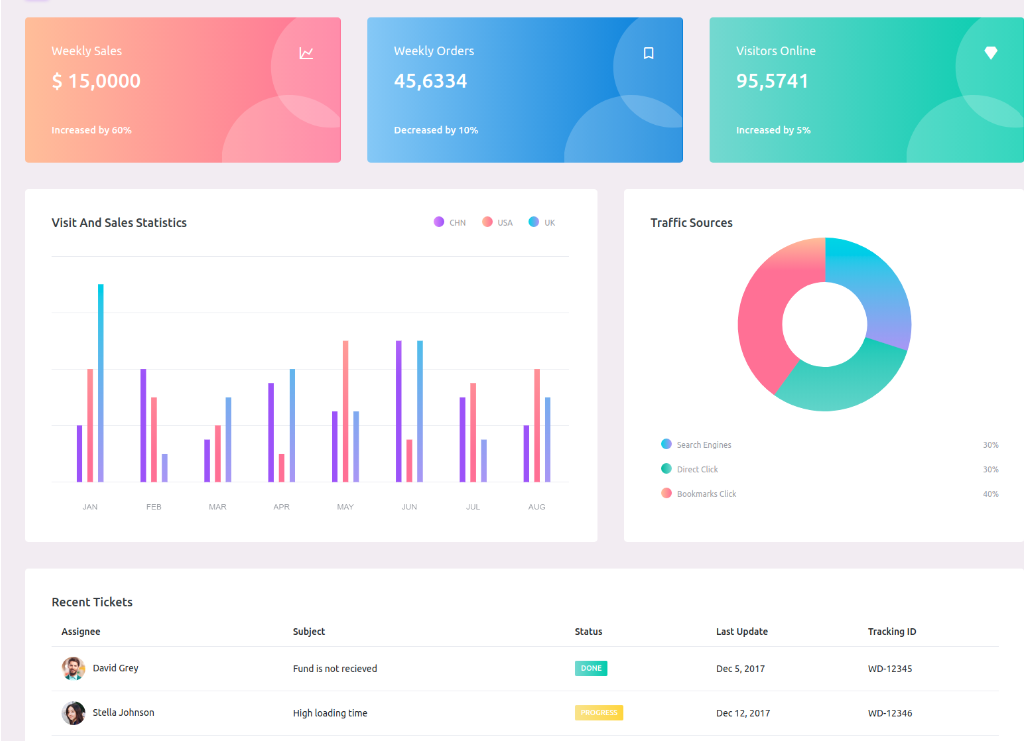 Weekly Sales
$ 15,0000
Increased by 60%
Weekly Orders
45,6334
Decreased by 10%
Visitors Online
95,5741
Increased by 5%
Visit And Sales Statistics
CHN USA UK
JAN FEB MAR APR MAY JUN JUL AUG
Traffic Sources
Search Engines 30%
Direct Click 30%
Bookmarks Click 40%
Recent Tickets
Assignee Subject Status Last Update Tracking ID
David Grey Fund is not recieved DONE Dec 5, 2017 WD-12345
Stella Johnson High loading time PROGRESS Dec 12, 2017 WD-12346